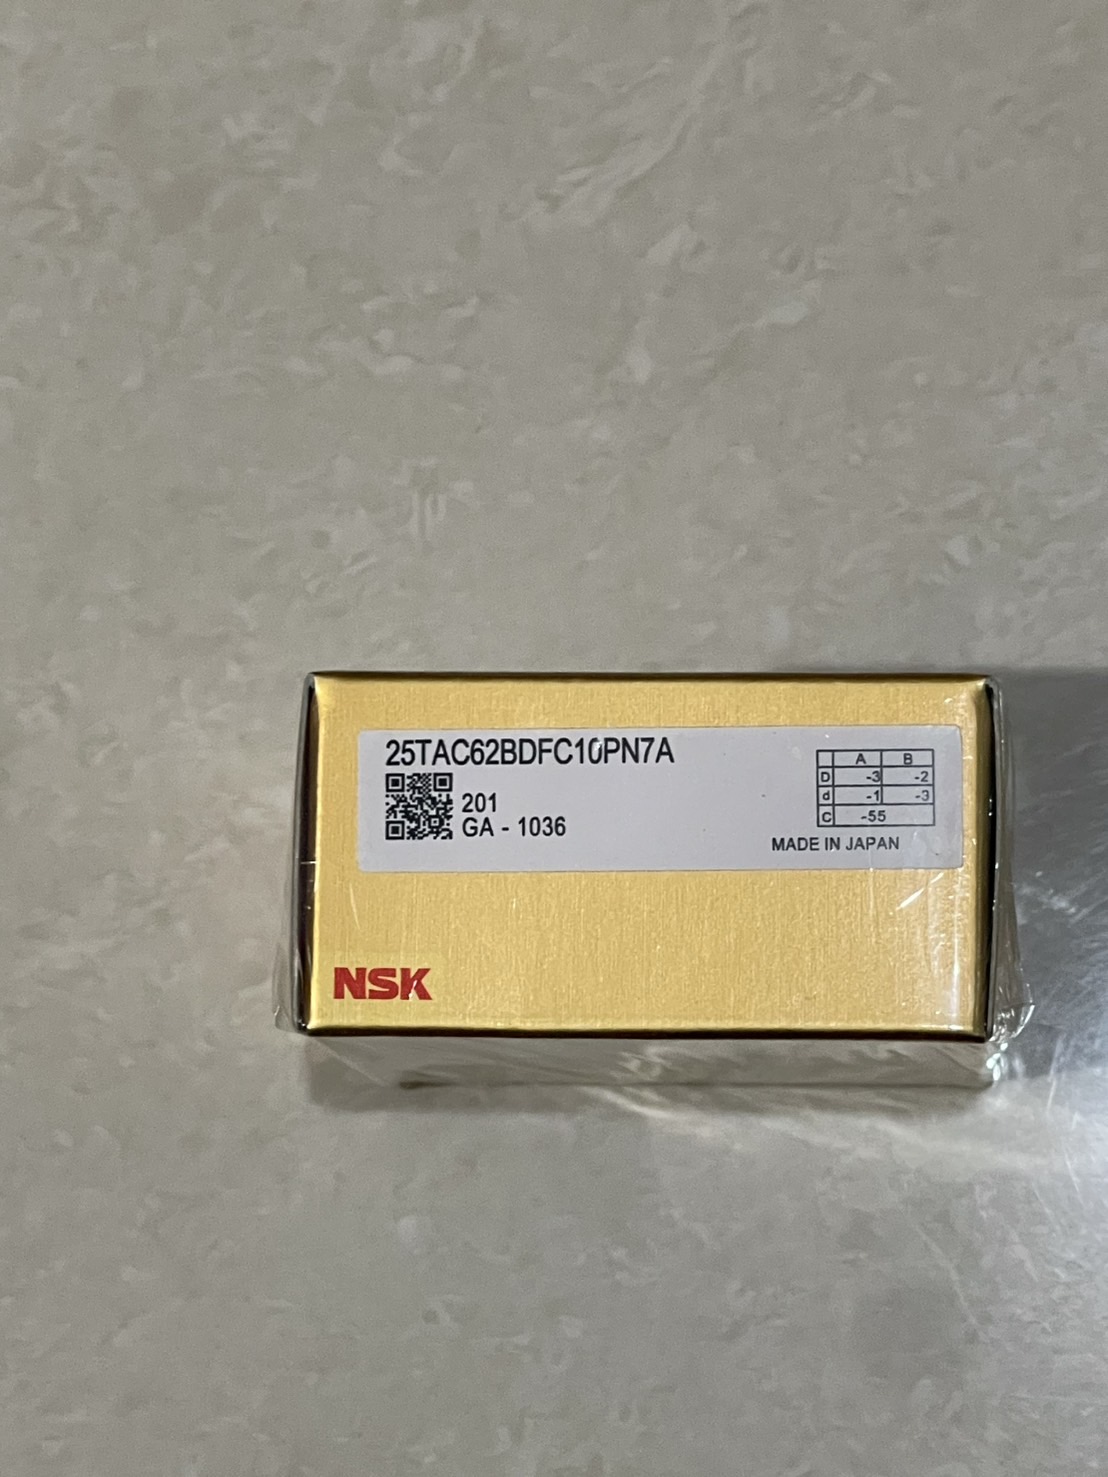 25TAC62BDFC10PN7A
201
GA - 1036
A B
D -3 -2
d -1 -3
C -55
MADE IN JAPAN
NSK